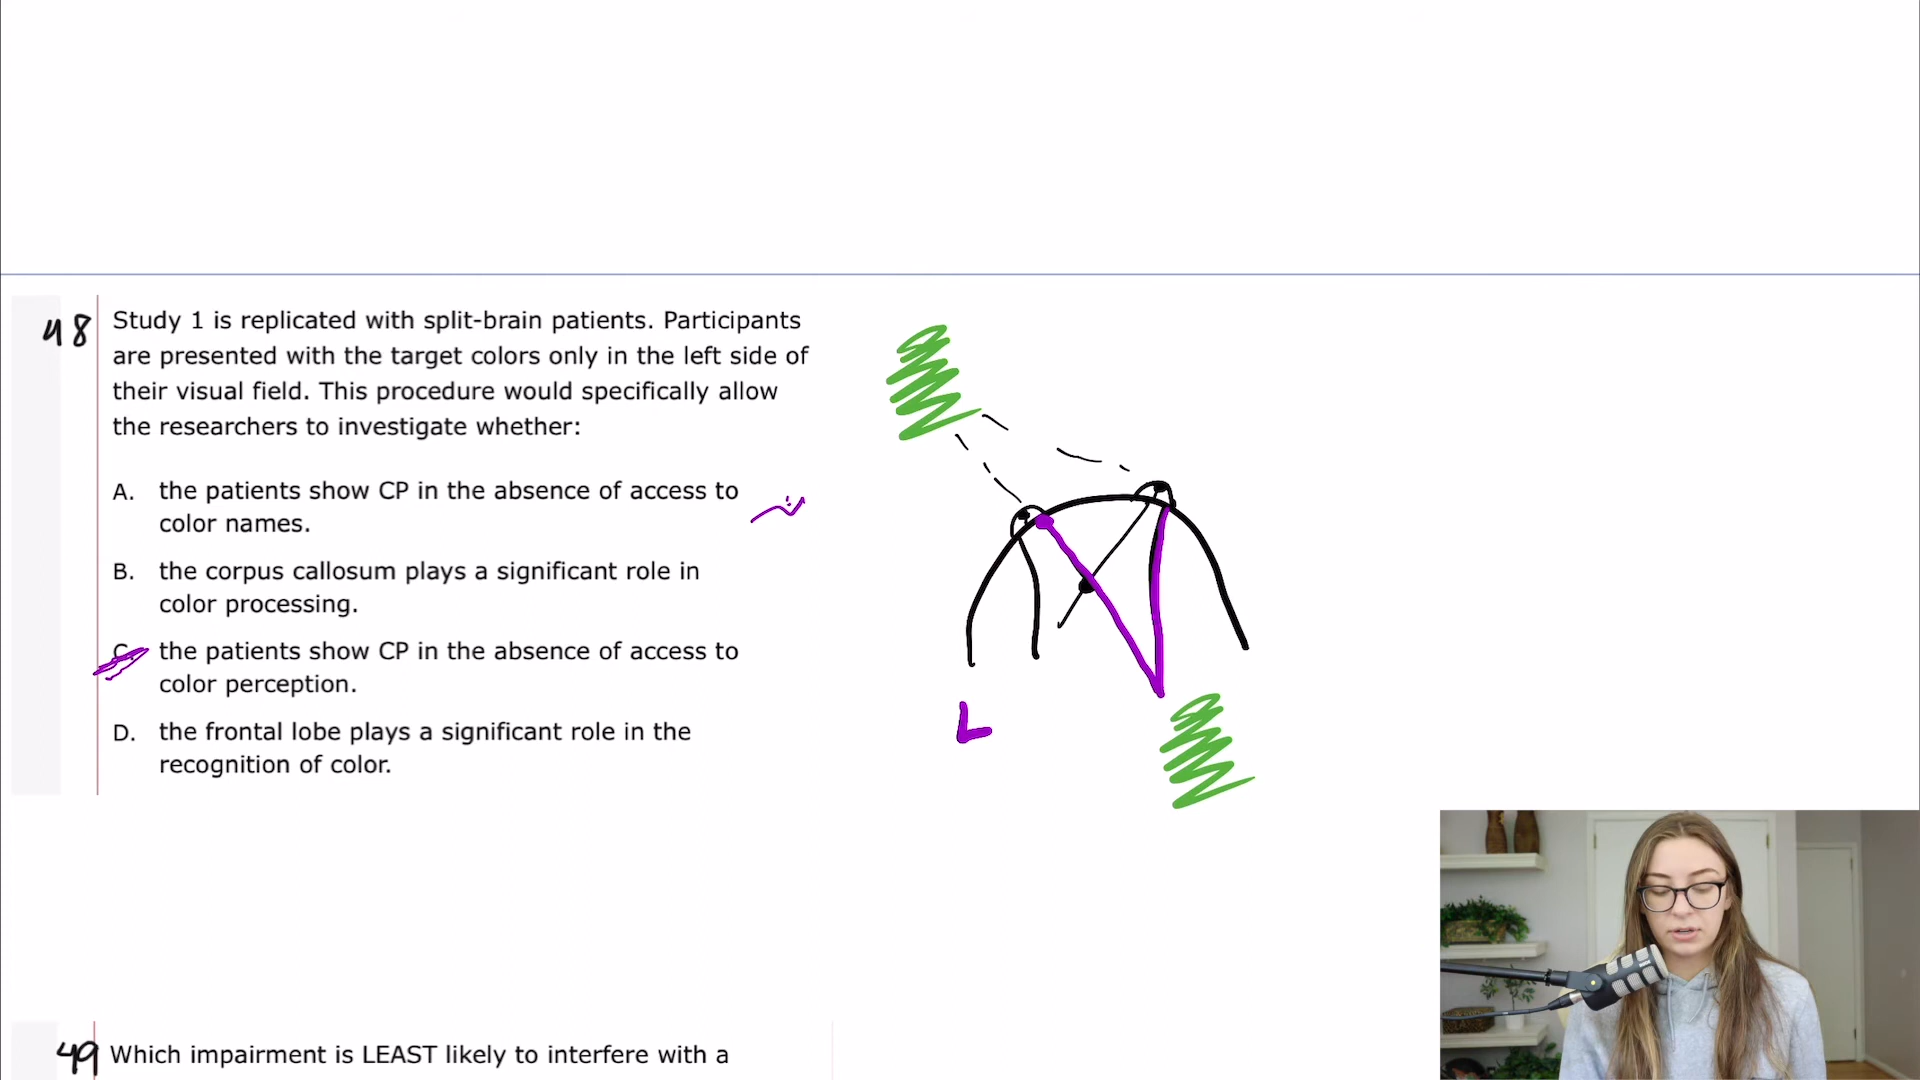 48
Study 1 is replicated with split-brain patients. Participants
are presented with the target colors only in the left side of
their visual field. This procedure would specifically allow
the researchers to investigate whether:
A. the patients show CP in the absence of access to
color names.
B. the corpus callosum plays a significant role in
color processing.
C. the patients show CP in the absence of access to
color perception.
D. the frontal lobe plays a significant role in the
recognition of color.
L
49 Which impairment is LEAST likely to interfere with a